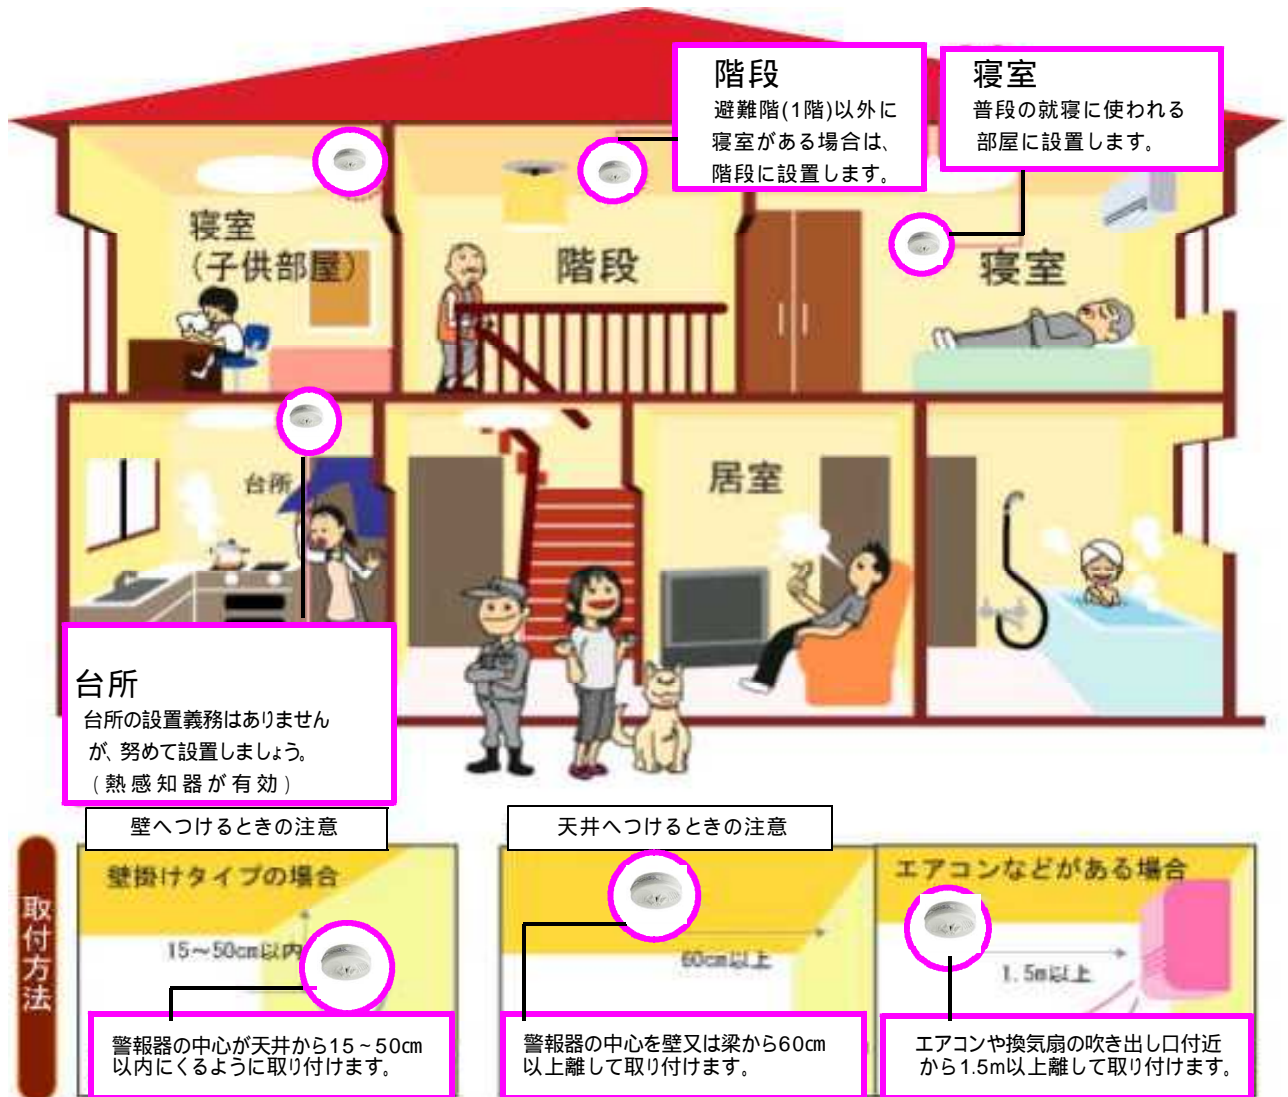 階段
避難階(1階)以外に
寝室がある場合は、
階段に設置します。
寝室
普段の就寝に使われる
部屋に設置します。
寝室
(子供部屋)
階段
寝室
台所
居室
台所
台所の設置義務はありません
が、努めて設置しましょう。
(熱感知器が有効)
取付方法
壁へつけるときの注意
壁掛けタイプの場合
15～50cm以内
警報器の中心が天井から15～50cm
以内にくるように取り付けます。
天井へつけるときの注意
60cm以上
警報器の中心を壁又は梁から60cm
以上離して取り付けます。
エアコンなどがある場合
1.5m以上
エアコンや換気扇の吹き出し口付近
から1.5m以上離して取り付けます。